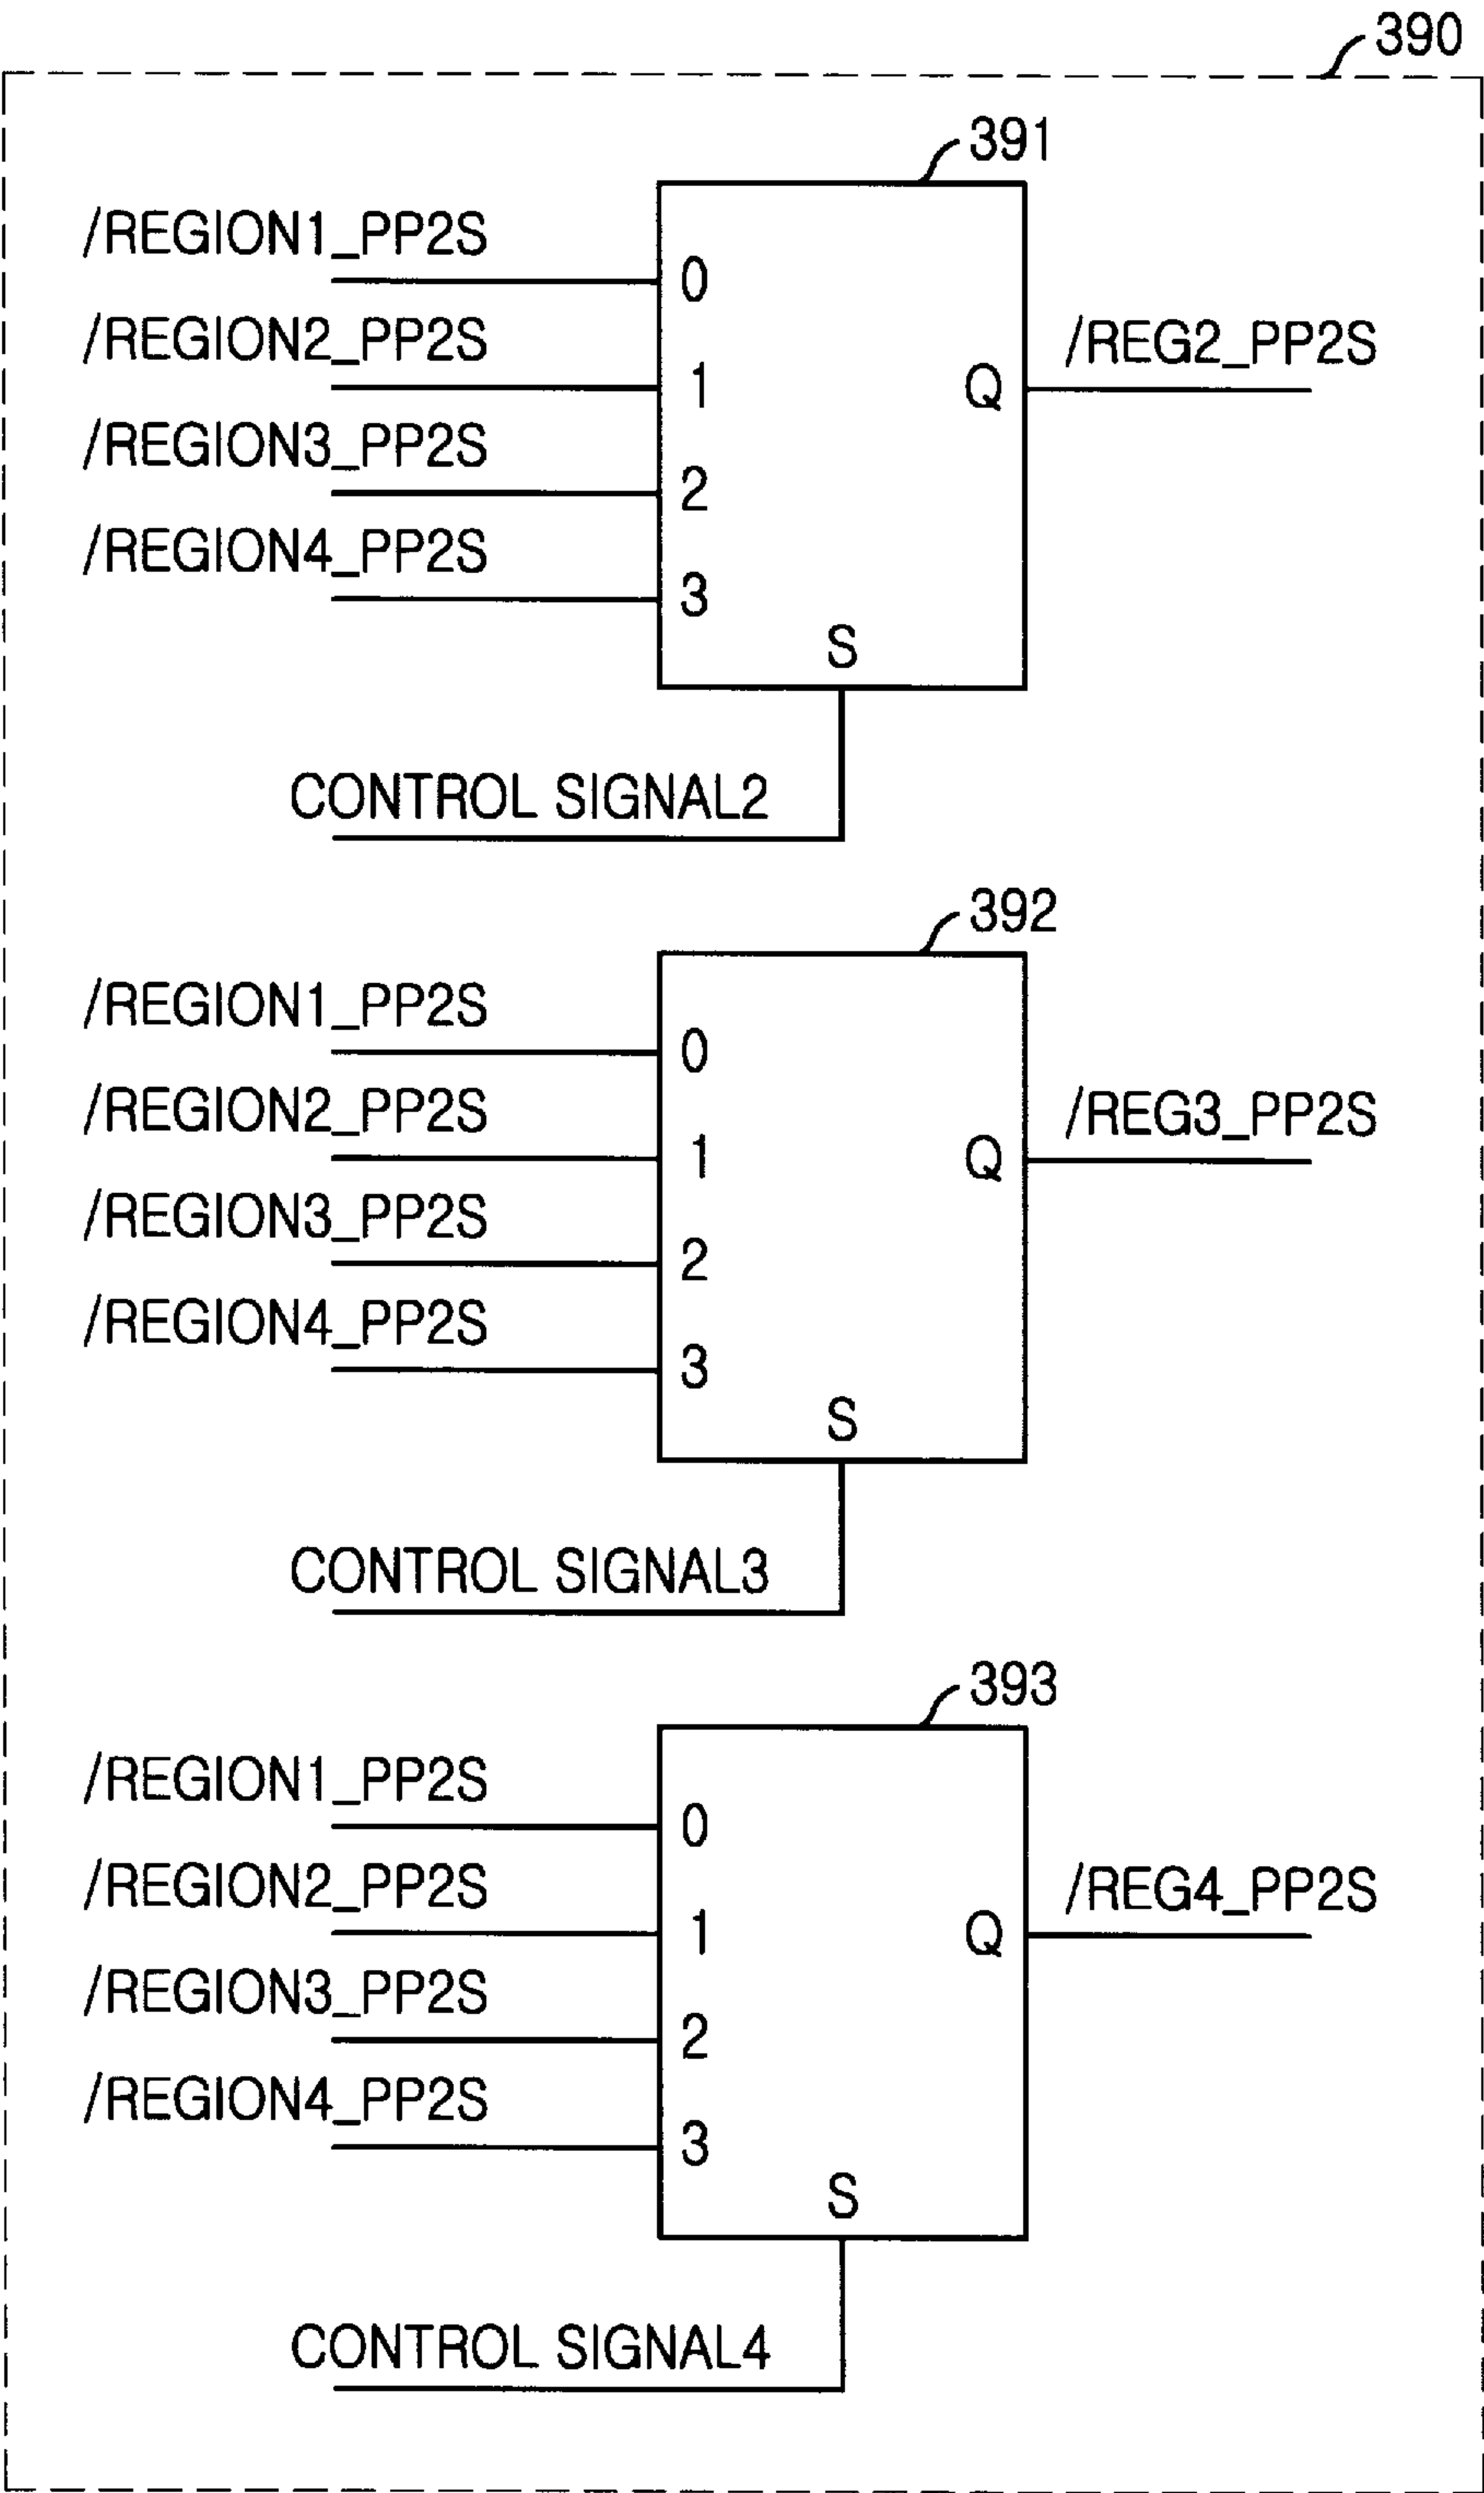 390
391
/REGION1_PP2S
0
/REGION2_PP2S
1
Q
/REG2_PP2S
/REGION3_PP2S
2
/REGION4_PP2S
3
S
CONTROL SIGNAL2
392
/REGION1_PP2S
0
/REGION2_PP2S
1
Q
/REG3_PP2S
/REGION3_PP2S
2
/REGION4_PP2S
3
S
CONTROL SIGNAL3
393
/REGION1_PP2S
0
/REGION2_PP2S
1
Q
/REG4_PP2S
/REGION3_PP2S
2
/REGION4_PP2S
3
S
CONTROL SIGNAL4